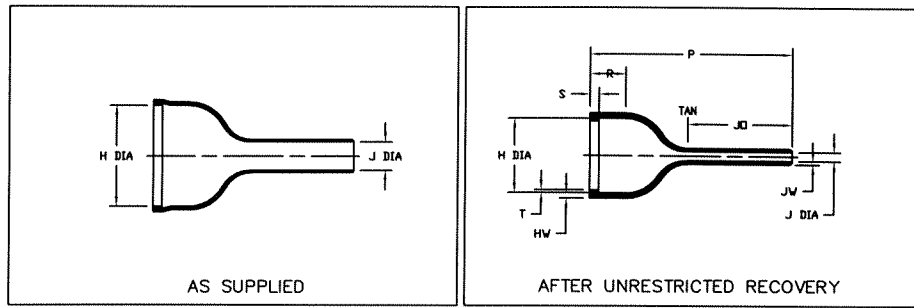 H DIA
J DIA
AS SUPPLIED
P
R
S
TAN
JO
H DIA
JW
T
J DIA
HW
AFTER UNRESTRICTED RECOVERY